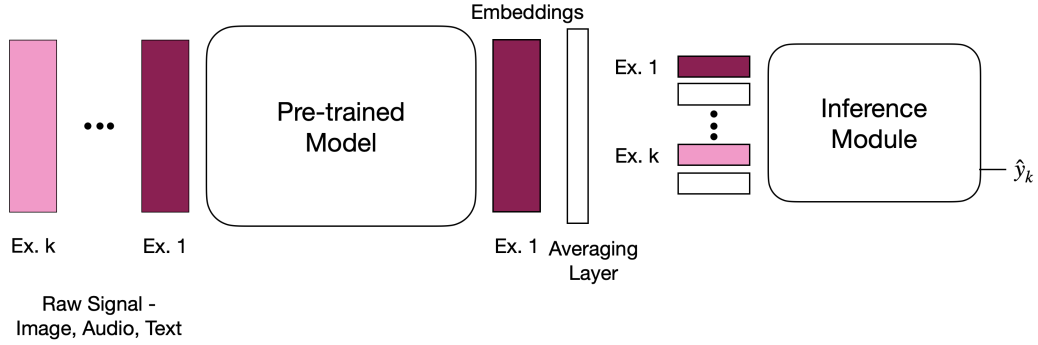 Embeddings
Pre-trained
Model
Ex. 1
Ex. k
Inference
Module
ŷk
Ex. k
Ex. 1
Ex. 1
Averaging
Layer
Raw Signal -
Image, Audio, Text